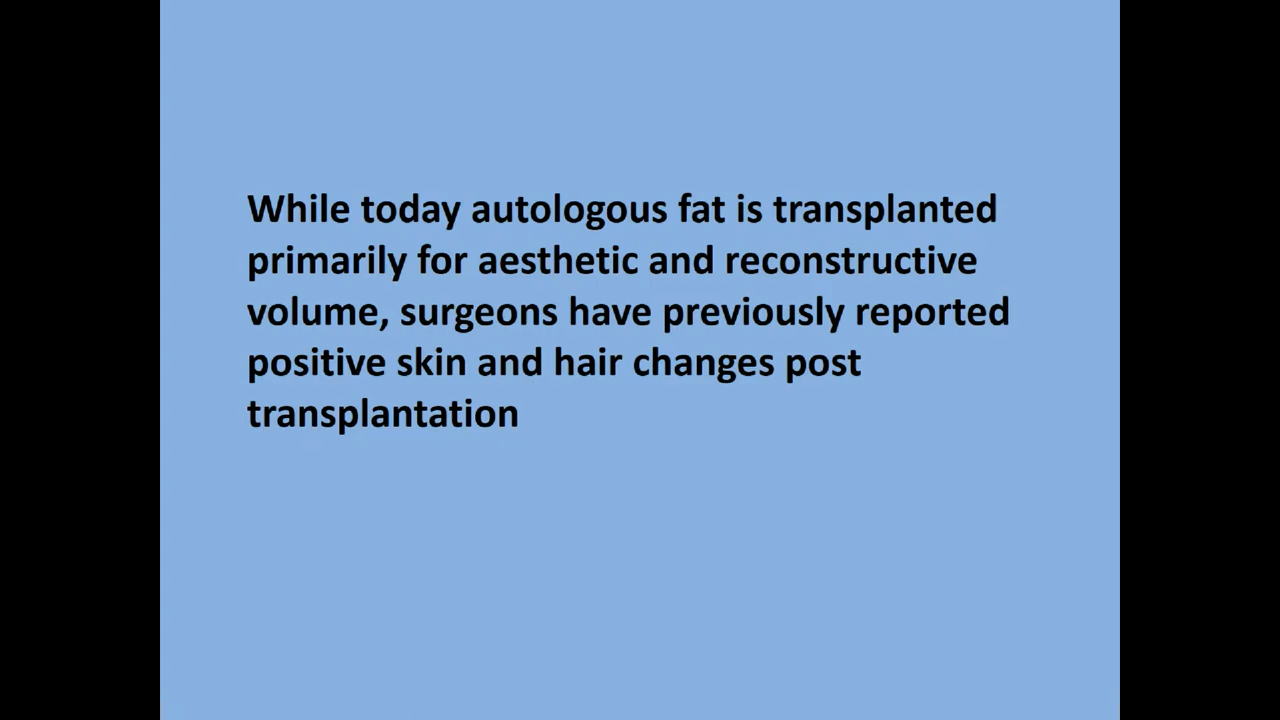 While today autologous fat is transplanted
primarily for aesthetic and reconstructive
volume, surgeons have previously reported
positive skin and hair changes post
transplantation